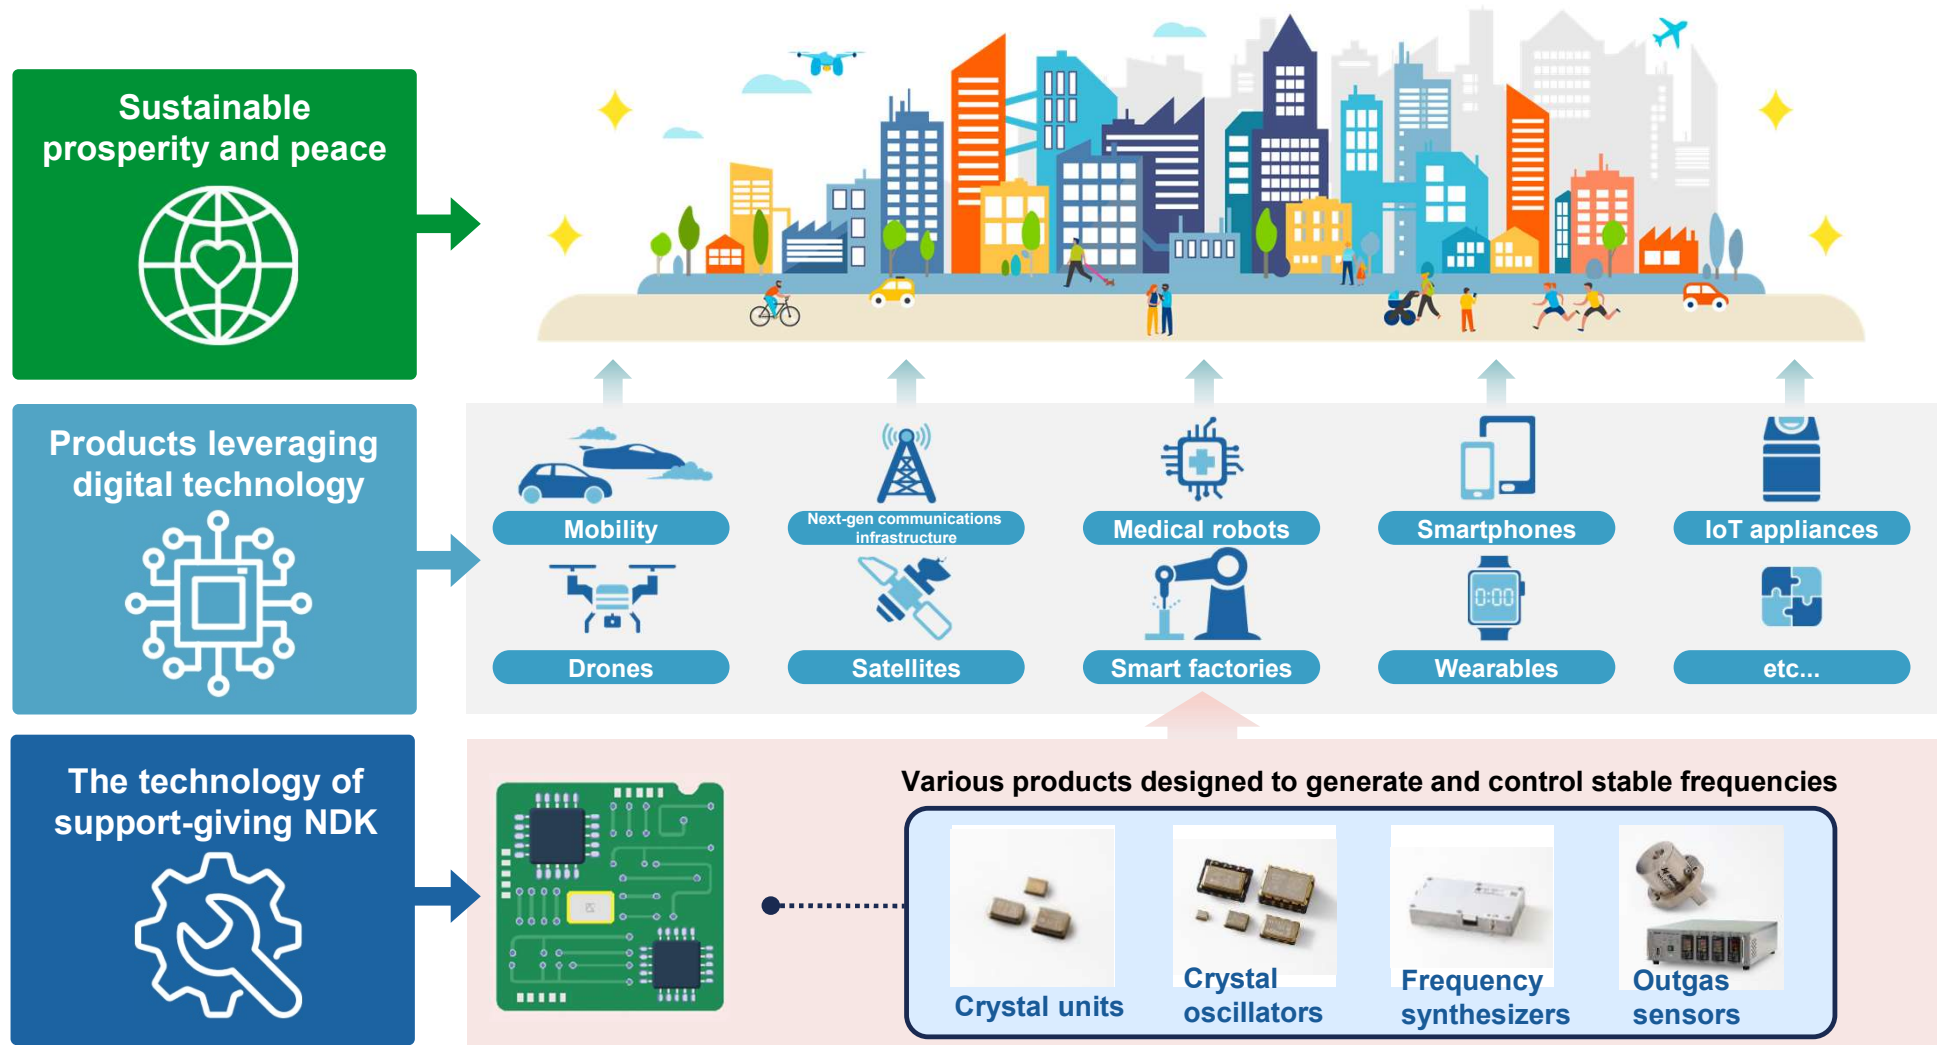 Sustainable
prosperity and peace
Products leveraging
digital technology
Mobility
Next-gen communications
infrastructure
Medical robots
Smartphones
IoT appliances
0:00
Drones
Satellites
Smart factories
Wearables
etc...
The technology of
support-giving NDK
Various products designed to generate and control stable frequencies
Crystal units
Crystal
oscillators
Frequency
synthesizers
Outgas
sensors